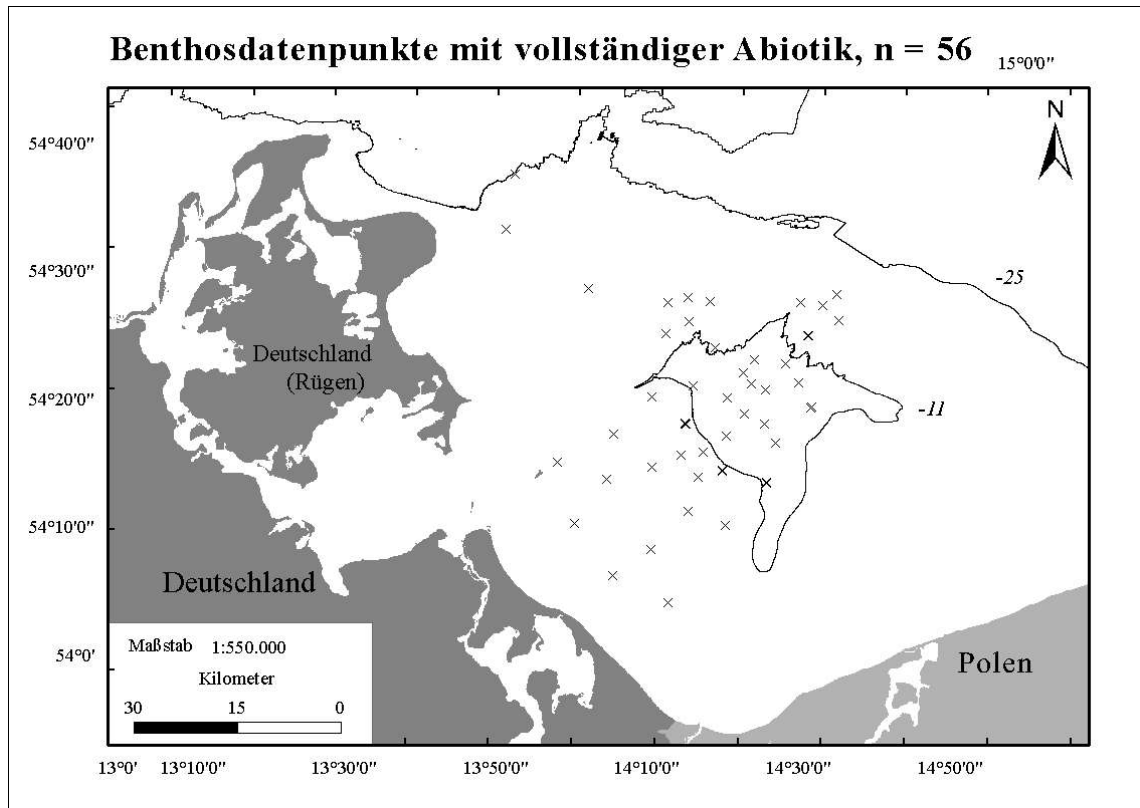 Benthosdatenpunkte mit vollständiger Abiotik, n = 56
15°0'0"
N
54°40'0"
54°30'0"
-25
Deutschland
(Rügen)
54°20'0"
-11
54°10'0"
Deutschland
Maßstab 1:550.000
54°0'
Polen
Kilometer
30 15 0
13°0' 13°10'0" 13°30'0" 13°50'0" 14°10'0" 14°30'0" 14°50'0"